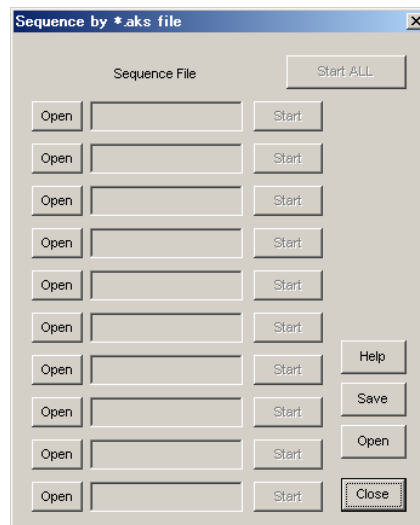 Sequence by *.aks file
Sequence File
Start ALL
Open Start
Open Start
Open Start
Open Start
Open Start
Open Start
Help
Open Start
Save
Open Start
Open
Open Start
Open Start
Close